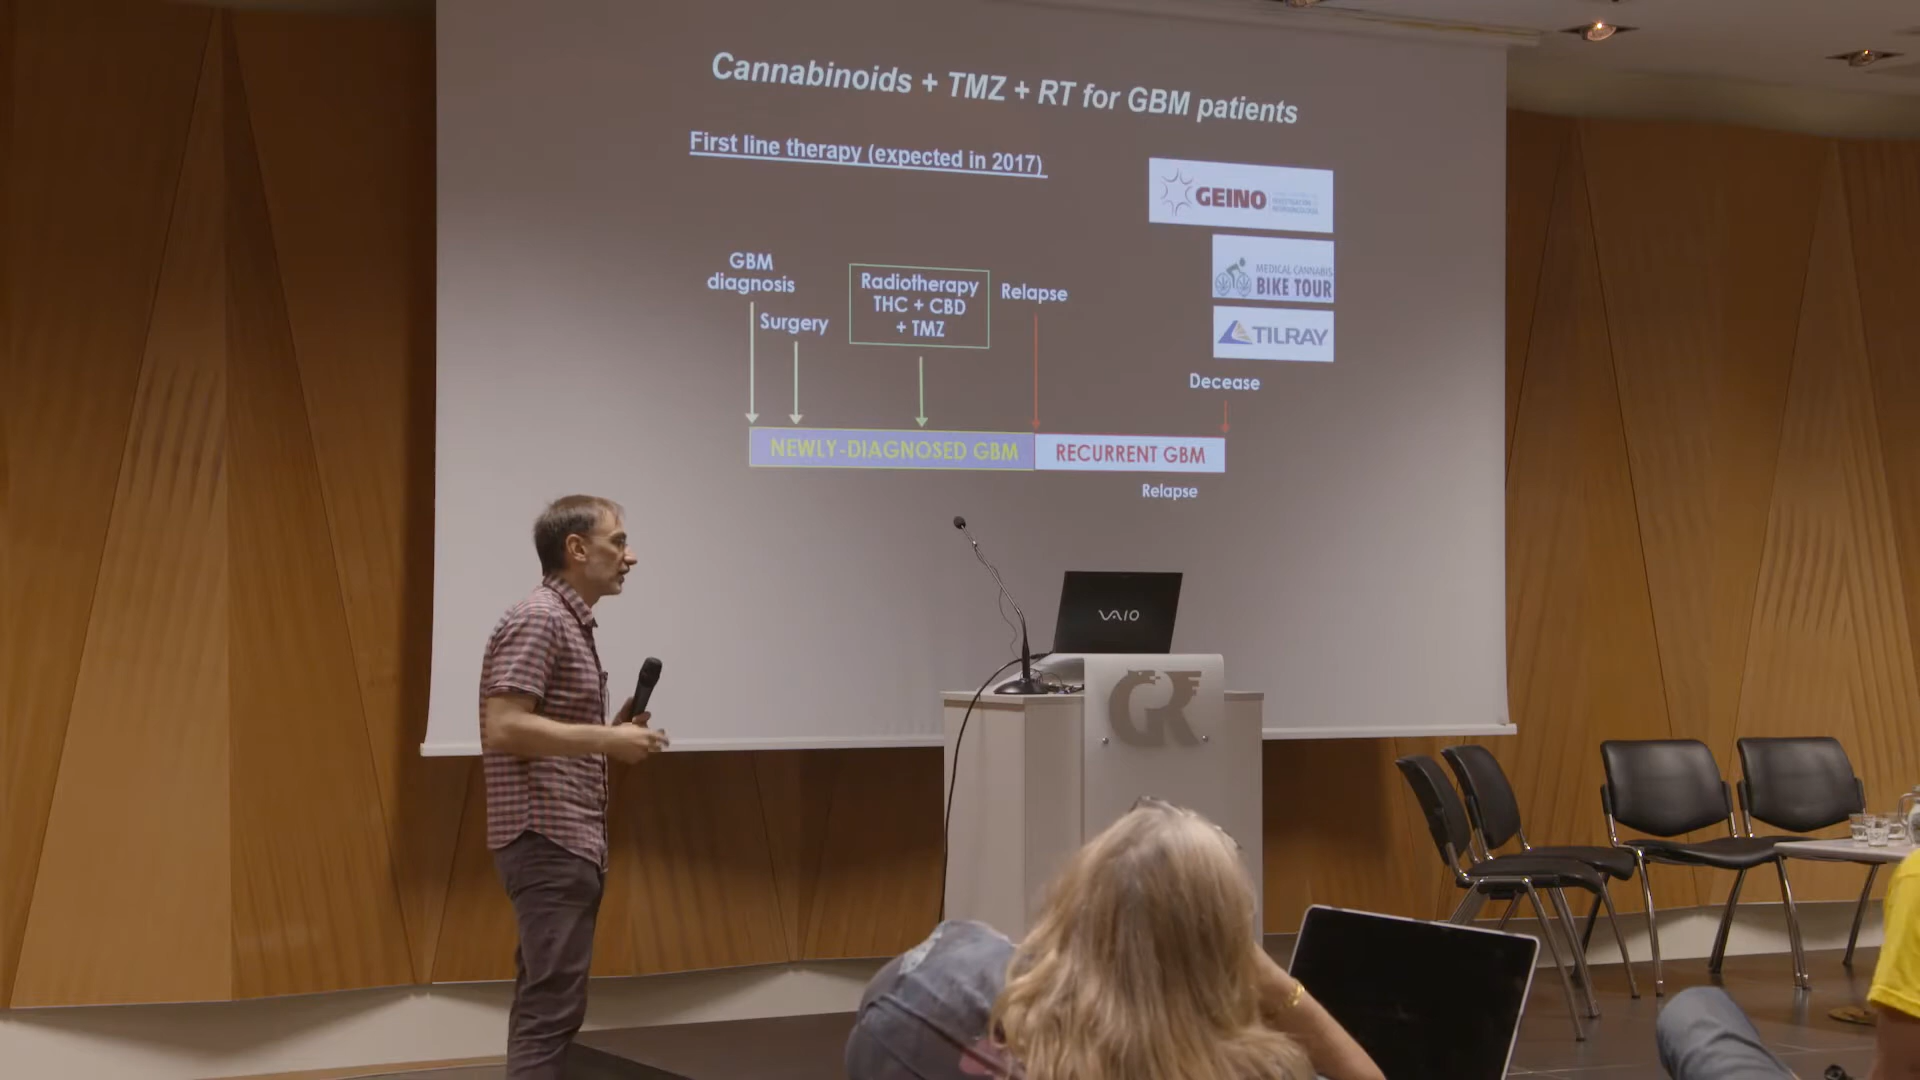 Cannabinoids + TMZ + RT for GBM patients
First line therapy (expected in 2017)
GEINO
MEDICAL CANNABIS
BIKE TOUR
TILRAY
GBM
diagnosis
Surgery
Radiotherapy
THC + CBD
+ TMZ
Relapse
Decease
NEWLY-DIAGNOSED GBM
RECURRENT GBM
Relapse
VAIO